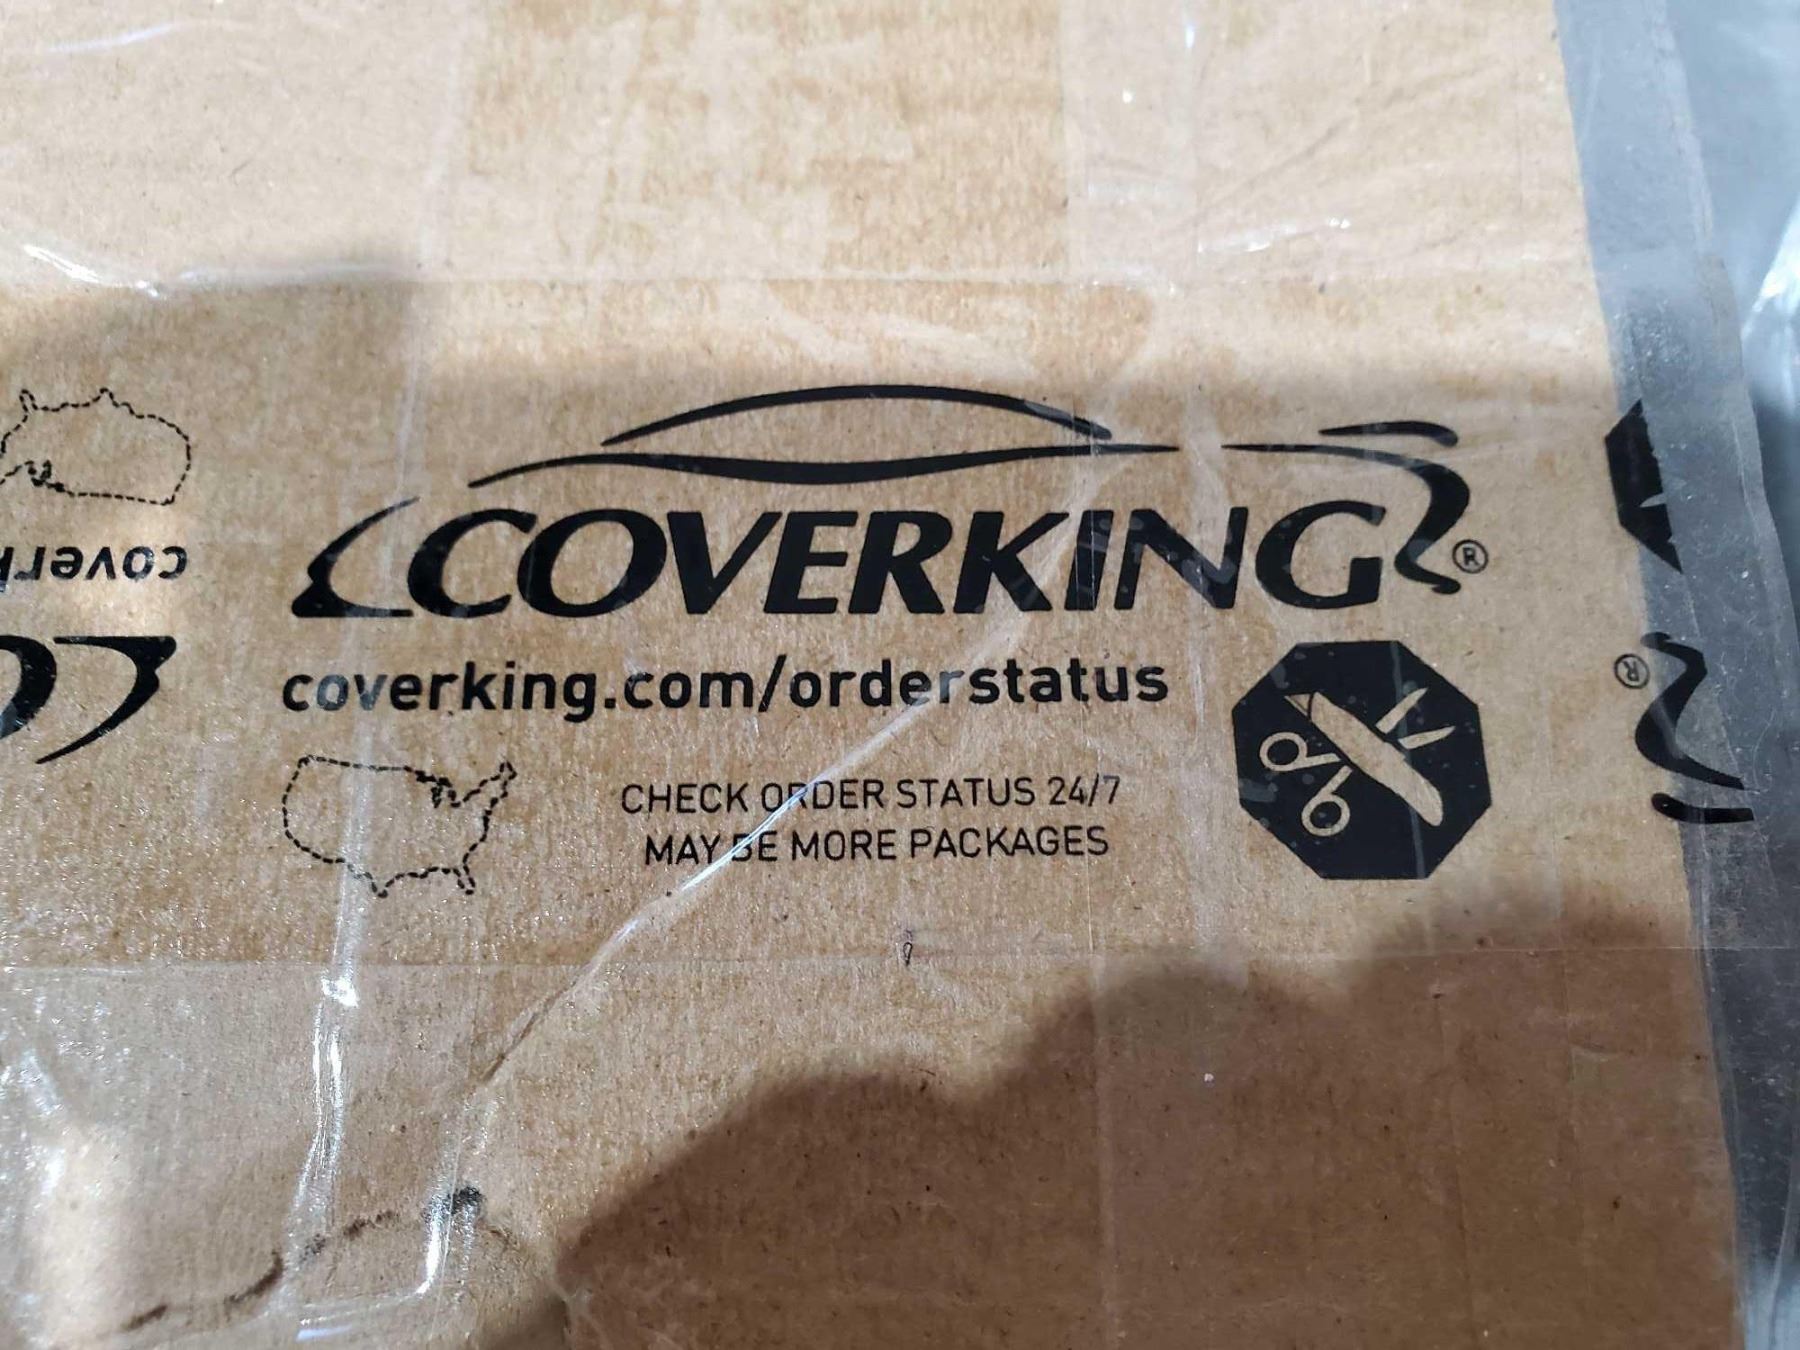 COVERKING®
coverking.com/orderstatus
CHECK ORDER STATUS 24/7
MAY BE MORE PACKAGES
®